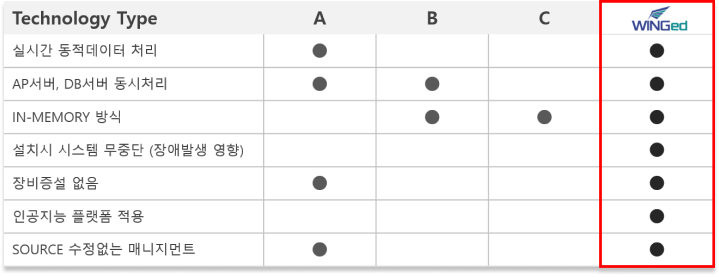 Technology Type A B C WINGed
실시간 동적데이터 처리
AP서버, DB서버 동시처리
IN-MEMORY 방식
설치시 시스템 무중단 (장애발생 영향)
장비증설 없음
인공지능 플랫폼 적용
SOURCE 수정없는 매니지먼트